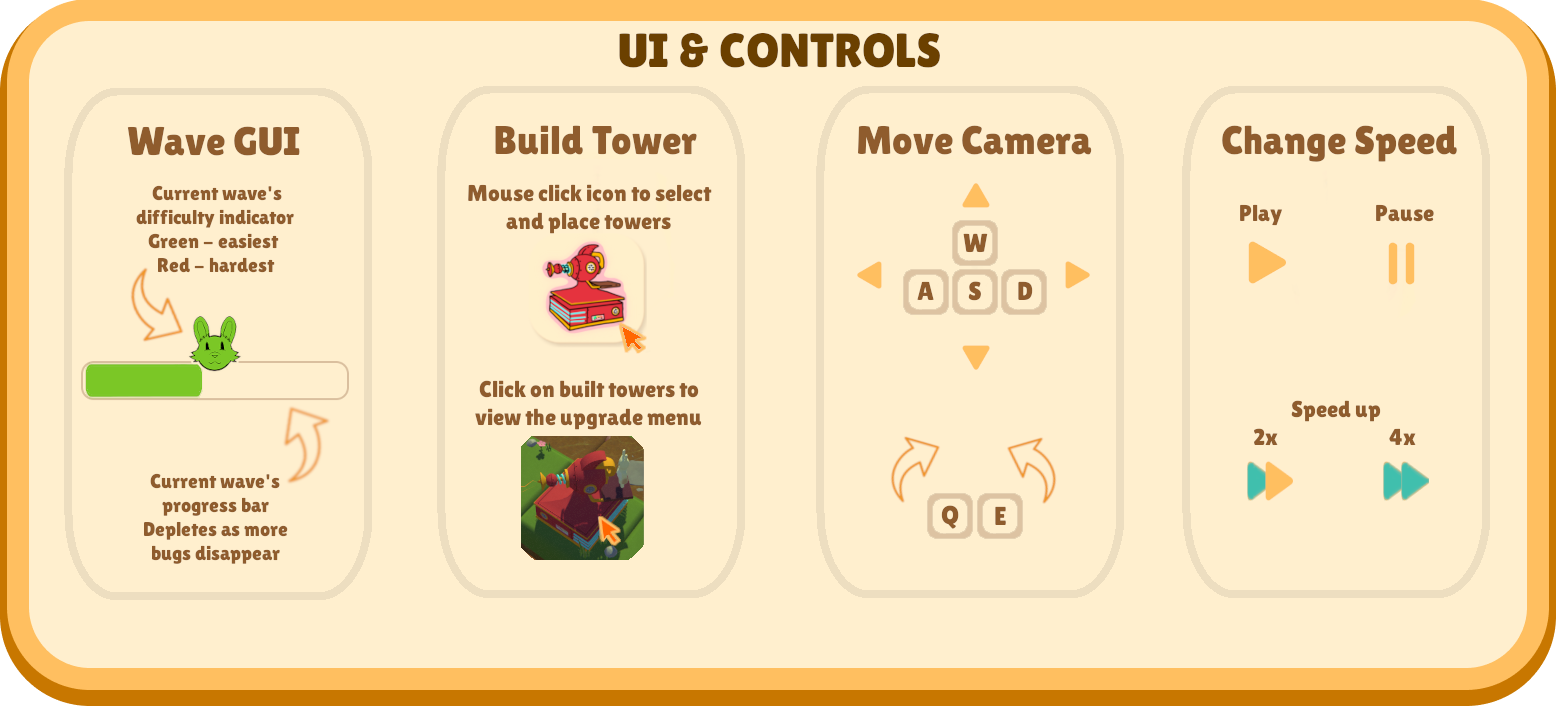 UI & CONTROLS
Wave GUI
Current wave's
difficulty indicator
Green - easiest
Red - hardest
Current wave's
progress bar
Depletes as more
bugs disappear
Build Tower
Mouse click icon to select
and place towers
Click on built towers to
view the upgrade menu
Move Camera
W
A S D
Q E
Change Speed
Play Pause
Speed up
2x 4x